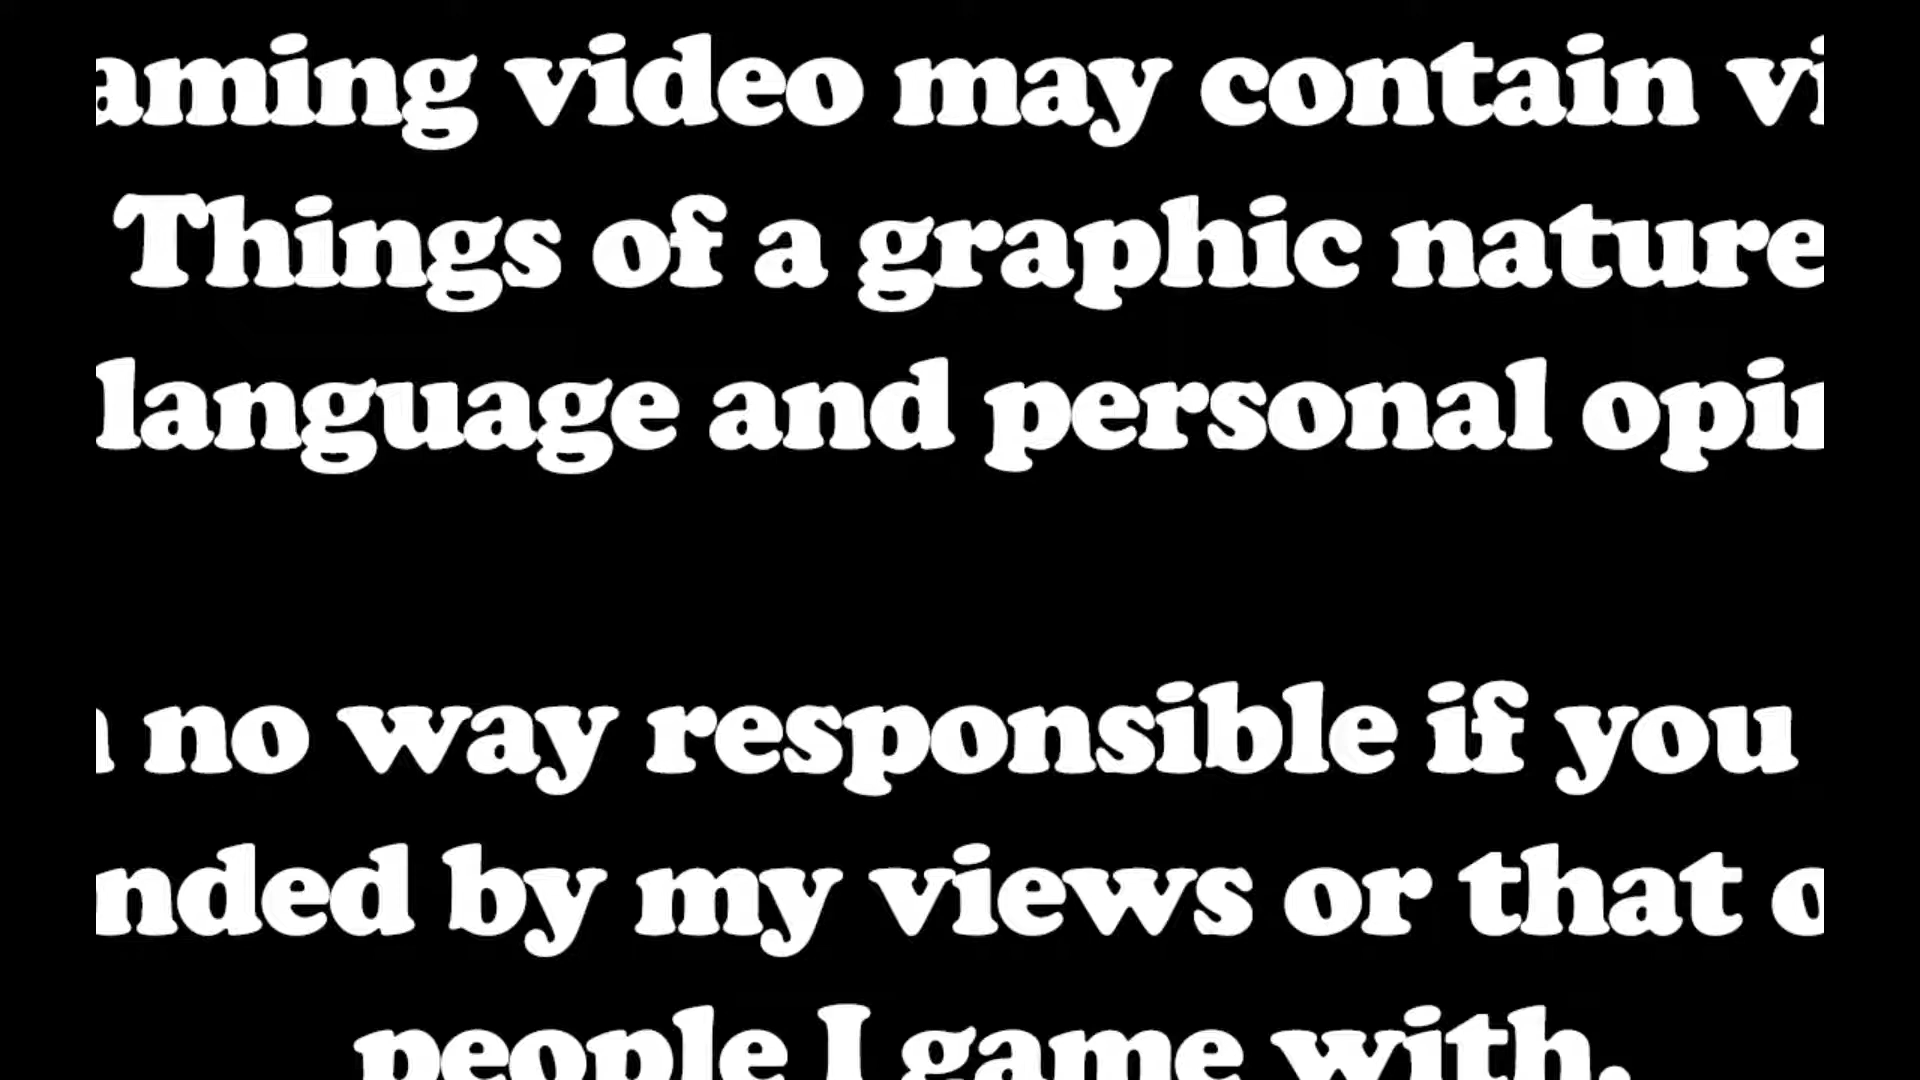 aming video may contain vi
Things of a graphic nature
language and personal opin
no way responsible if you
nded by my views or that o
people I game with.